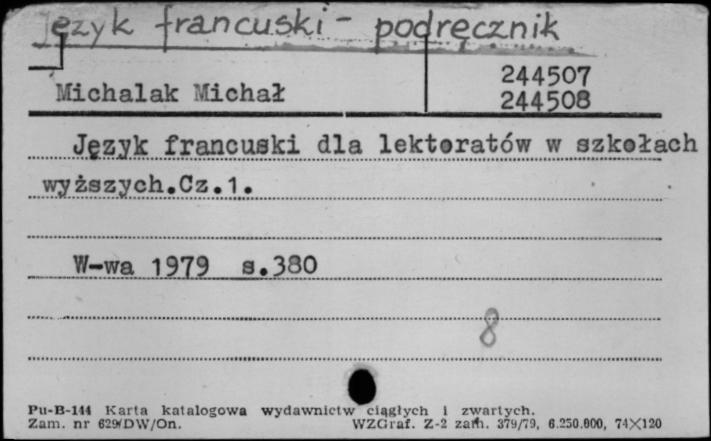 Język francuski - podręcznik
Michalak Michał
244507
244508
Język francuski dla lektoratów w szkołach
wyższych.Cz.1.
W-wa 1979 s.380
8
Pu-B-144 Karta katalogowa wydawnictw ciągłych i zwartych.
Zam. nr 629/DW/On. WZGraf. Z-2 zam. 379/79, 6.250.000, 74×120